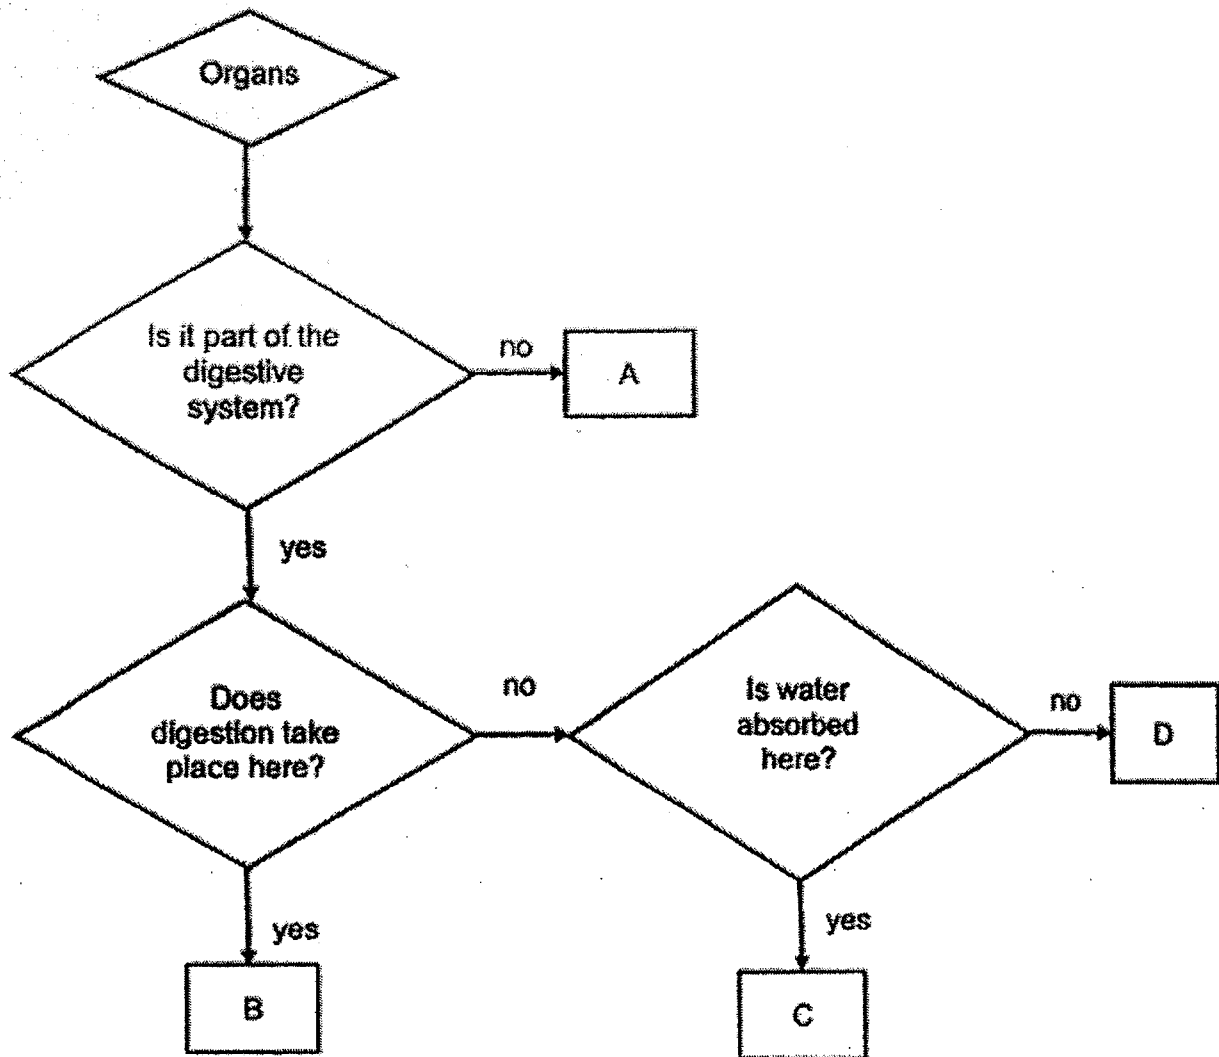 Organs
Is it part of the
digestive
system?
no
A
yes
Does
digestion take
place here?
no
Is water
absorbed
here?
no
D
yes
B
yes
C